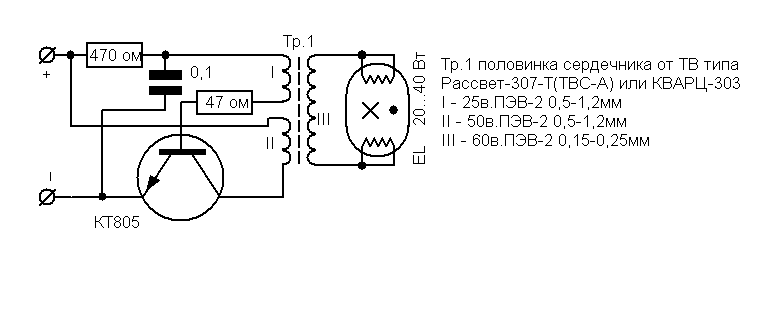 Тр.1
470 ом
+
0,1
I
47 ом
II
III
–
КТ805
EL 20...40 Вт
Тр.1 половинка сердечника от ТВ типа
Рассвет-307-Т(ТВС-А) или КВАРЦ-303
I - 25в.ПЭВ-2 0,5-1,2мм
II - 50в.ПЭВ-2 0,5-1,2мм
III - 60в.ПЭВ-2 0,15-0,25мм